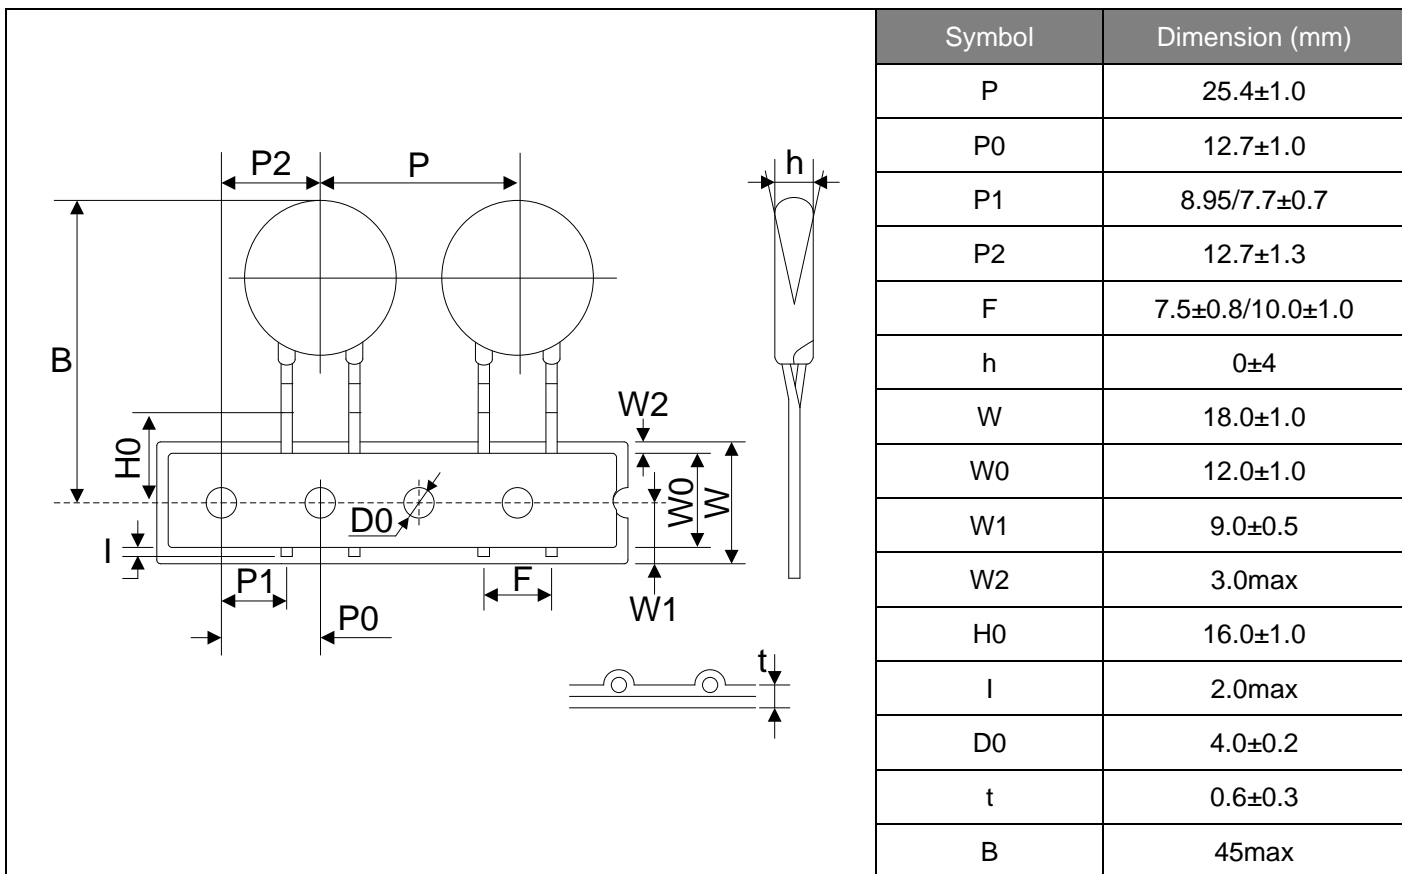 P2
P
h
B
H0
W2
W0
W
D0
I
P1
F
W1
P0
t
Symbol Dimension (mm)
P 25.4±1.0
P0 12.7±1.0
P1 8.95/7.7±0.7
P2 12.7±1.3
F 7.5±0.8/10.0±1.0
h 0±4
W 18.0±1.0
W0 12.0±1.0
W1 9.0±0.5
W2 3.0max
H0 16.0±1.0
I 2.0max
D0 4.0±0.2
t 0.6±0.3
B 45max